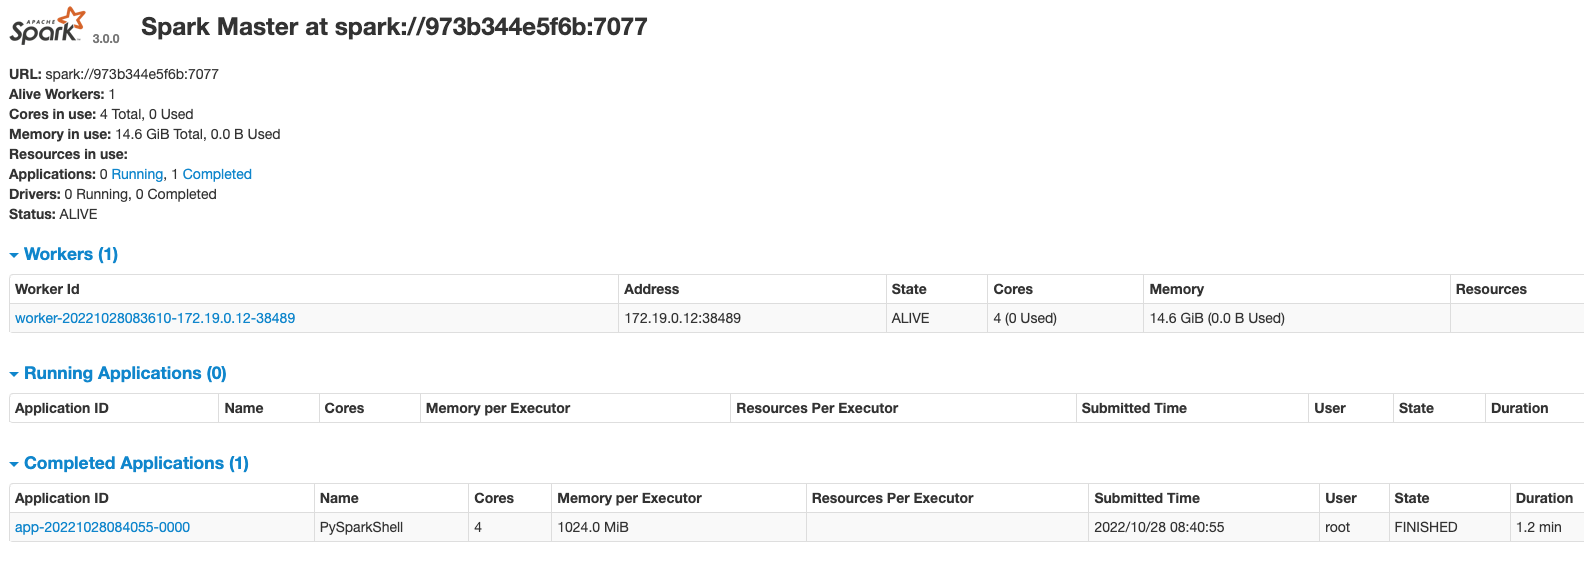 APACHE
Spark 3.0.0 Spark Master at spark://973b344e5f6b:7077
URL: spark://973b344e5f6b:7077
Alive Workers: 1
Cores in use: 4 Total, 0 Used
Memory in use: 14.6 GiB Total, 0.0 B Used
Resources in use:
Applications: 0 Running, 1 Completed
Drivers: 0 Running, 0 Completed
Status: ALIVE
Workers (1)
Worker Id Address State Cores Memory Resources
worker-20221028083610-172.19.0.12-38489 172.19.0.12:38489 ALIVE 4 (0 Used) 14.6 GiB (0.0 B Used)
Running Applications (0)
Application ID Name Cores Memory per Executor Resources Per Executor Submitted Time User State Duration
Completed Applications (1)
Application ID Name Cores Memory per Executor Resources Per Executor Submitted Time User State Duration
app-20221028084055-0000 PySparkShell 4 1024.0 MiB 2022/10/28 08:40:55 root FINISHED 1.2 min